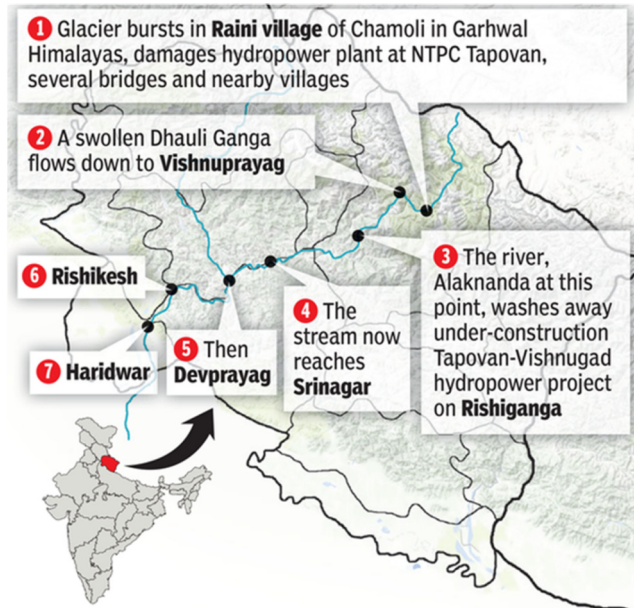 1 Glacier bursts in Raini village of Chamoli in Garhwal
Himalayas, damages hydropower plant at NTPC Tapovan,
several bridges and nearby villages
2 A swollen Dhauli Ganga
flows down to Vishnuprayag
3 The river,
Alaknanda at this
point, washes away
under-construction
Tapovan-Vishnugad
hydropower project
on Rishiganga
4 The
stream now
reaches
Srinagar
5 Then
Devprayag
6 Rishikesh
7 Haridwar